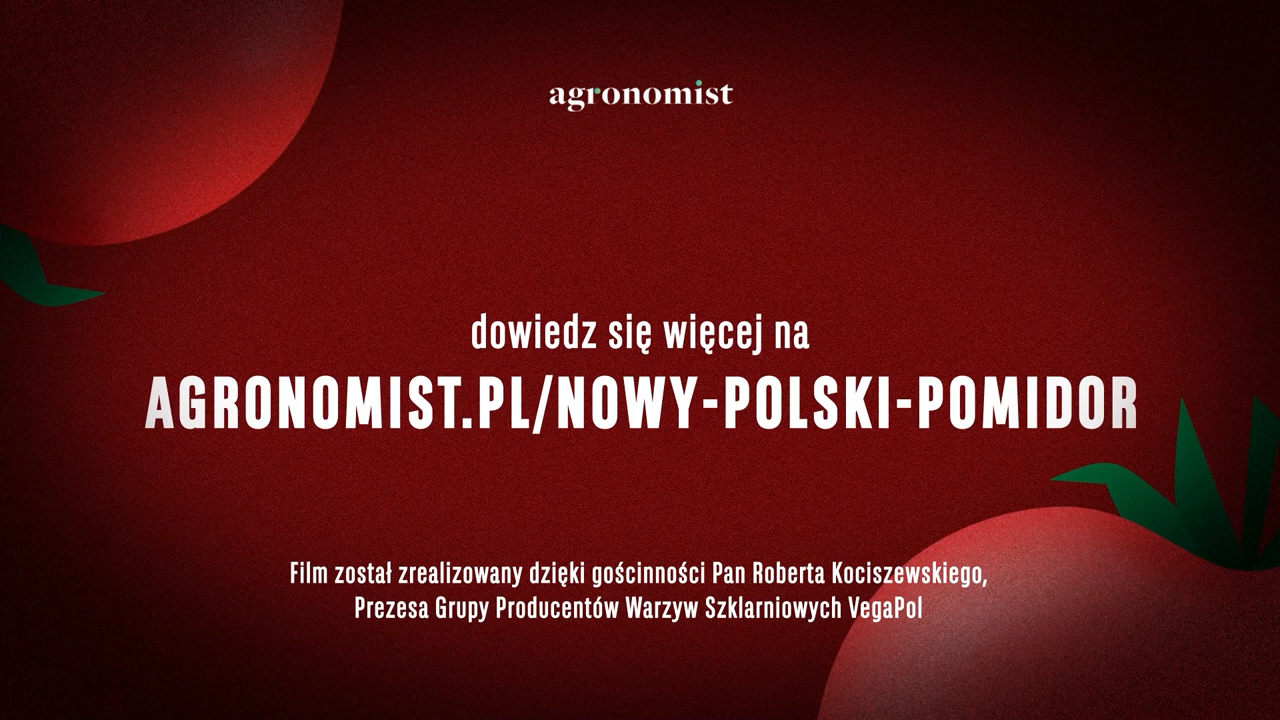 agronomist
dowiedz się więcej na
AGRONOMIST.PL/NOWY-POLSKI-POMIDOR
Film został zrealizowany dzięki gościnności Pan Roberta Kociszewskiego,
Prezesa Grupy Producentów Warzyw Szklarniowych VegaPol